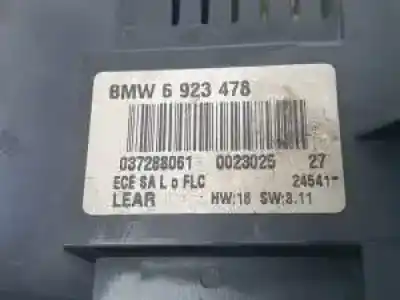 BMW 6 923 478
037288061 0023025 27
ECE SA L o FLC 24541-
LEAR HW:16 SW:3.11